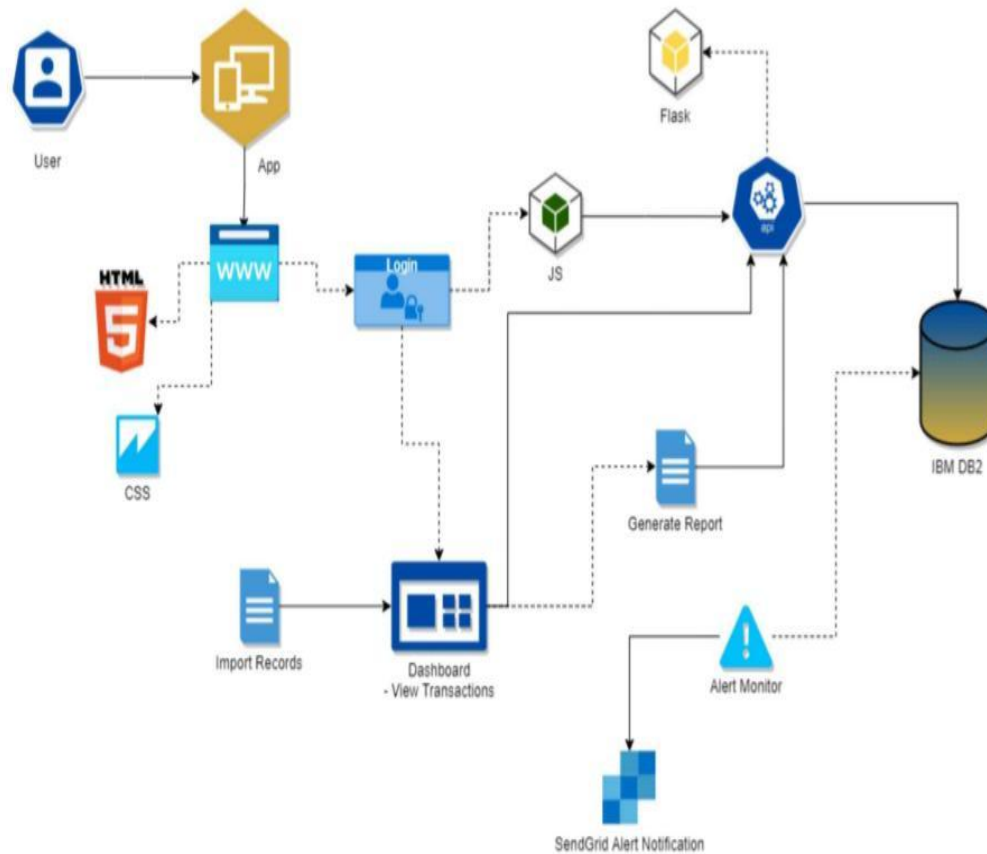 User
App
Flask
api
WWW
Login
JS
HTML
5
CSS
IBM DB2
Generate Report
Import Records
Dashboard
- View Transactions
Alert Monitor
SendGrid Alert Notification